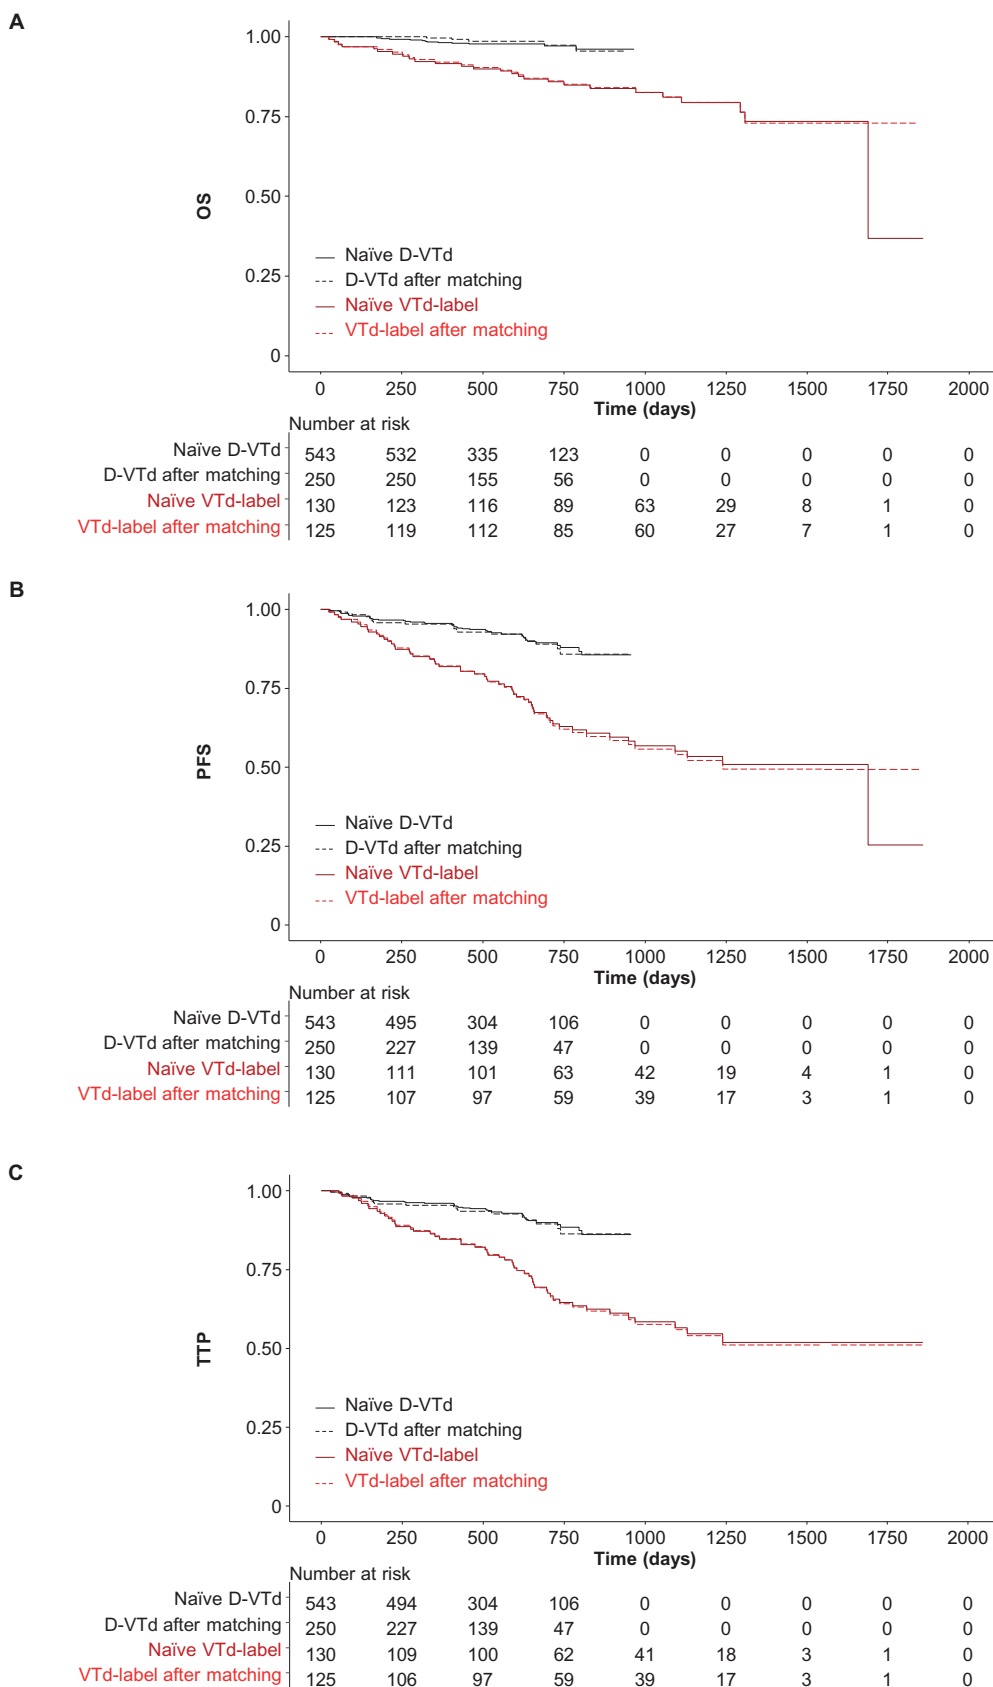 A
1.00
0.75
0.50
0.25
0
OS
Naïve D-VTd
D-VTd after matching
Naïve VTd-label
VTd-label after matching
0 250 500 750 1000 1250 1500 1750 2000
Time (days)
Number at risk
Naïve D-VTd 543 532 335 123 0 0 0 0 0
D-VTd after matching 250 250 155 56 0 0 0 0 0
Naïve VTd-label 130 123 116 89 63 29 8 1 0
VTd-label after matching 125 119 112 85 60 27 7 1 0
B
1.00
0.75
0.50
0.25
0
PFS
Naïve D-VTd
D-VTd after matching
Naïve VTd-label
VTd-label after matching
0 250 500 750 1000 1250 1500 1750 2000
Time (days)
Number at risk
Naïve D-VTd 543 495 304 106 0 0 0 0 0
D-VTd after matching 250 227 139 47 0 0 0 0 0
Naïve VTd-label 130 111 101 63 42 19 4 1 0
VTd-label after matching 125 107 97 59 39 17 3 1 0
C
1.00
0.75
0.50
0.25
0
TTP
Naïve D-VTd
D-VTd after matching
Naïve VTd-label
VTd-label after matching
0 250 500 750 1000 1250 1500 1750 2000
Time (days)
Number at risk
Naïve D-VTd 543 494 304 106 0 0 0 0 0
D-VTd after matching 250 227 139 47 0 0 0 0 0
Naïve VTd-label 130 109 100 62 41 18 3 1 0
VTd-label after matching 125 106 97 59 39 17 3 1 0